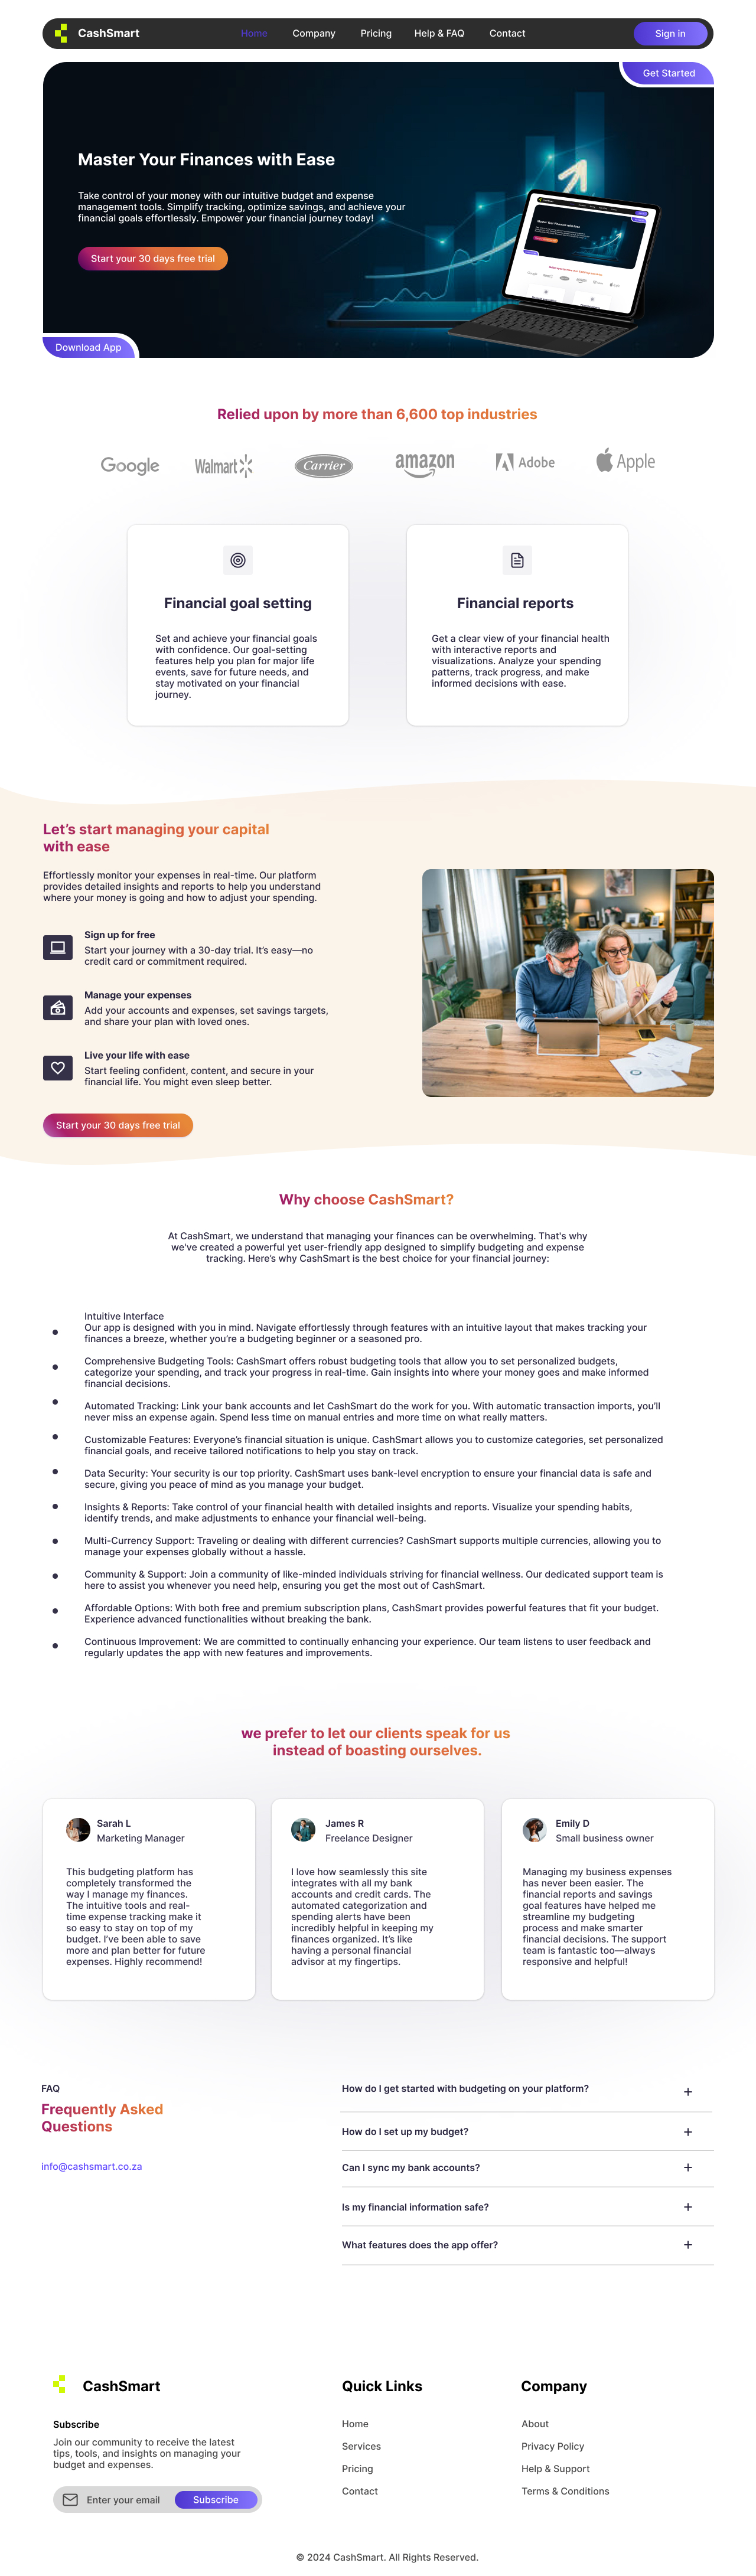 CashSmart
Home
Company
Pricing
Help & FAQ
Contact
Sign in
Get Started
Master Your Finances with Ease
Take control of your money with our intuitive budget and expense
management tools. Simplify tracking, optimize savings, and achieve your
financial goals effortlessly. Empower your financial journey today!
Start your 30 days free trial
Download App
Relied upon by more than 6,600 top industries
Google
Walmart
Carrier
amazon
Adobe
Apple
Financial goal setting
Set and achieve your financial goals
with confidence. Our goal-setting
features help you plan for major life
events, save for future needs, and
stay motivated on your financial
journey.
Financial reports
Get a clear view of your financial health
with interactive reports and
visualizations. Analyze your spending
patterns, track progress, and make
informed decisions with ease.
Let's start managing your capital
with ease
Effortlessly monitor your expenses in real-time. Our platform
provides detailed insights and reports to help you understand
where your money is going and how to adjust your spending.
Sign up for free
Start your journey with a 30-day trial. It's easy—no
credit card or commitment required.
Manage your expenses
Add your accounts and expenses, set savings targets,
and share your plan with loved ones.
Live your life with ease
Start feeling confident, content, and secure in your
financial life. You might even sleep better.
Start your 30 days free trial
Why choose CashSmart?
At CashSmart, we understand that managing your finances can be overwhelming. That's why
we've created a powerful yet user-friendly app designed to simplify budgeting and expense
tracking. Here's why CashSmart is the best choice for your financial journey:
Intuitive Interface
Our app is designed with you in mind. Navigate effortlessly through features with an intuitive layout that makes tracking your
finances a breeze, whether you're a budgeting beginner or a seasoned pro.
Comprehensive Budgeting Tools: CashSmart offers robust budgeting tools that allow you to set personalized budgets,
categorize your spending, and track your progress in real-time. Gain insights into where your money goes and make informed
financial decisions.
Automated Tracking: Link your bank accounts and let CashSmart do the work for you. With automatic transaction imports, you'll
never miss an expense again. Spend less time on manual entries and more time on what really matters.
Customizable Features: Everyone's financial situation is unique. CashSmart allows you to customize categories, set personalized
financial goals, and receive tailored notifications to help you stay on track.
Data Security: Your security is our top priority. CashSmart uses bank-level encryption to ensure your financial data is safe and
secure, giving you peace of mind as you manage your budget.
Insights & Reports: Take control of your financial health with detailed insights and reports. Visualize your spending habits,
identify trends, and make adjustments to enhance your financial well-being.
Multi-Currency Support: Traveling or dealing with different currencies? CashSmart supports multiple currencies, allowing you to
manage your expenses globally without a hassle.
Community & Support: Join a community of like-minded individuals striving for financial wellness. Our dedicated support team is
here to assist you whenever you need help, ensuring you get the most out of CashSmart.
Affordable Options: With both free and premium subscription plans, CashSmart provides powerful features that fit your budget.
Experience advanced functionalities without breaking the bank.
Continuous Improvement: We are committed to continually enhancing your experience. Our team listens to user feedback and
regularly updates the app with new features and improvements.
we prefer to let our clients speak for us
instead of boasting ourselves.
Sarah L
Marketing Manager
This budgeting platform has
completely transformed the
way I manage my finances.
The intuitive tools and real-
time expense tracking make it
so easy to stay on top of my
budget. I've been able to save
more and plan better for future
expenses. Highly recommend!
James R
Freelance Designer
I love how seamlessly this site
integrates with all my bank
accounts and credit cards. The
automated categorization and
spending alerts have been
incredibly helpful in keeping my
finances organized. It's like
having a personal financial
advisor at my fingertips.
Emily D
Small business owner
Managing my business expenses
has never been easier. The
financial reports and savings
goal features have helped me
streamline my budgeting
process and make smarter
financial decisions. The support
team is fantastic too—always
responsive and helpful!
FAQ
Frequently Asked
Questions
info@cashsmart.co.za
How do I get started with budgeting on your platform?
How do I set up my budget?
Can I sync my bank accounts?
Is my financial information safe?
What features does the app offer?
CashSmart
Subscribe
Join our community to receive the latest
tips, tools, and insights on managing your
budget and expenses.
Enter your email
Subscribe
Quick Links
Home
Services
Pricing
Contact
Company
About
Privacy Policy
Help & Support
Terms & Conditions
© 2024 CashSmart. All Rights Reserved.